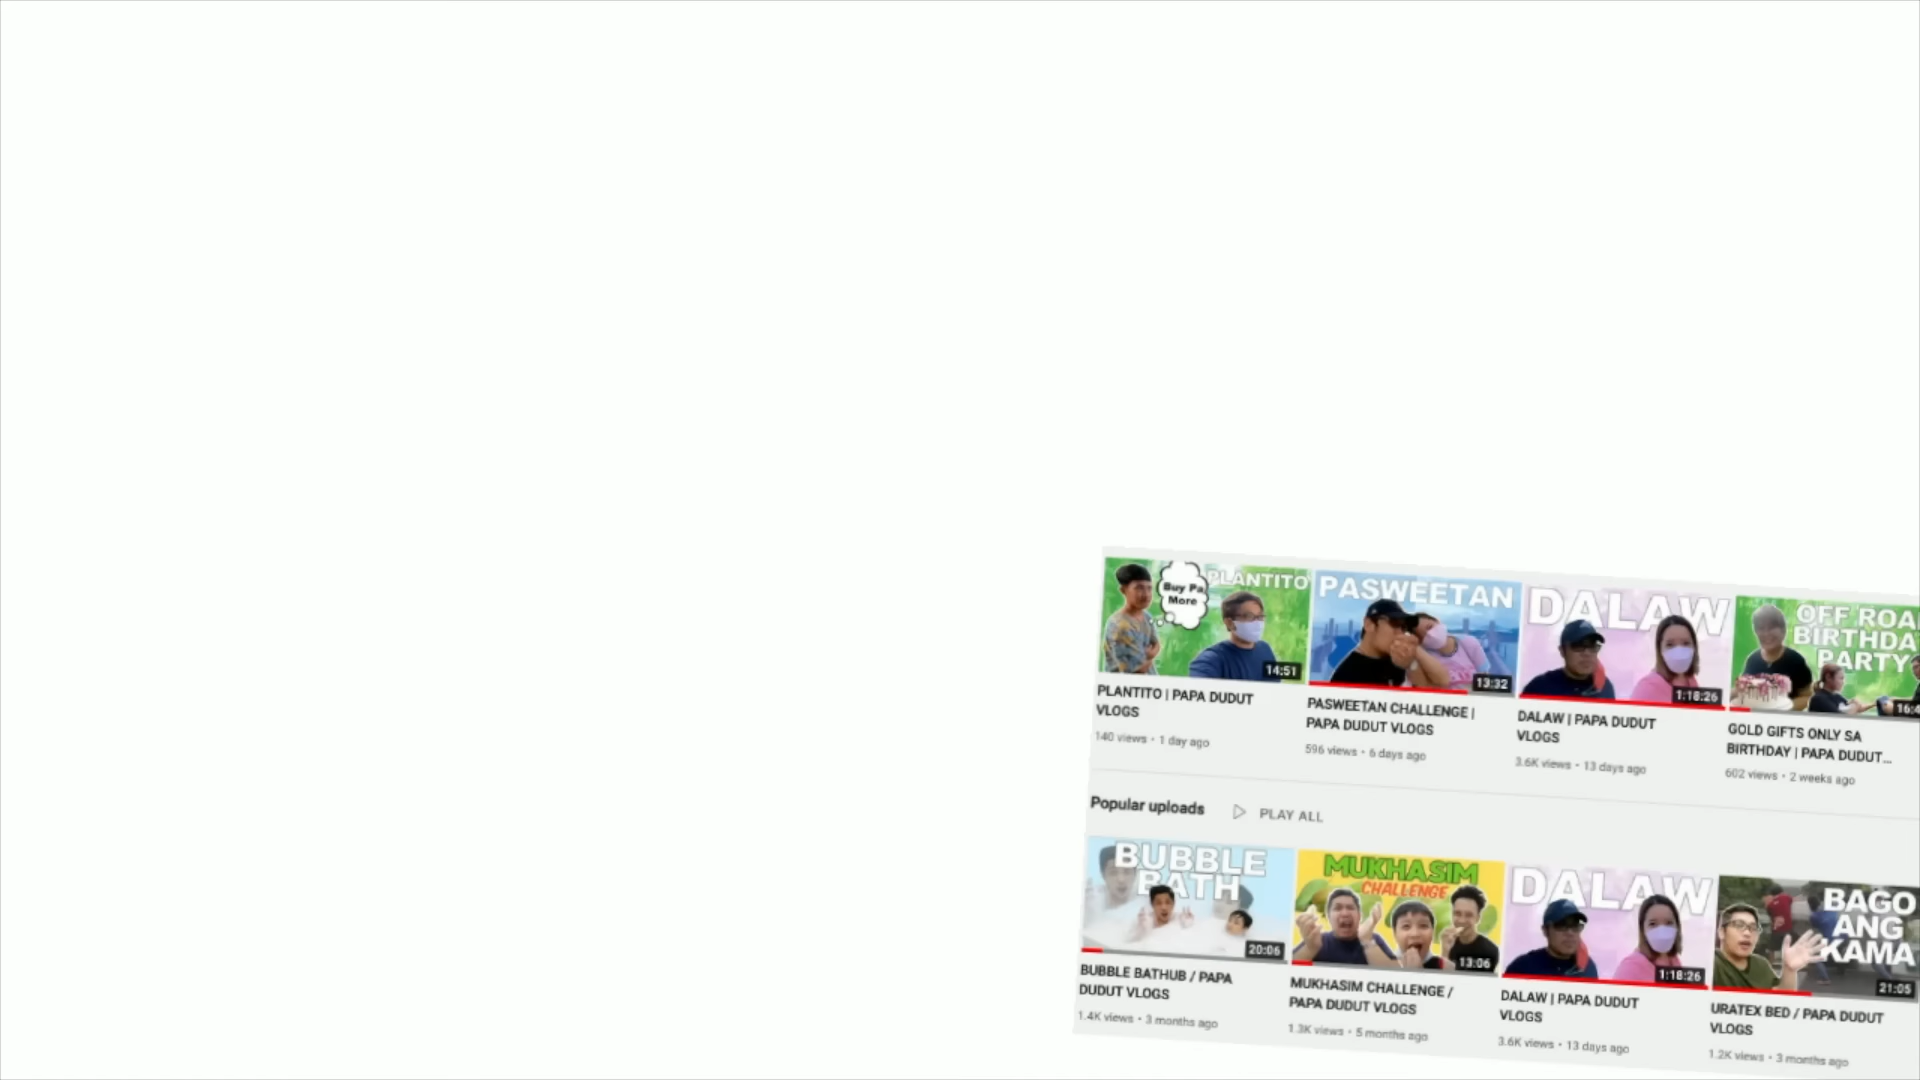 Buy Pa
More
PLANTITO
14:51
PLANTITO | PAPA DUDUT
VLOGS
140 views • 1 day ago
PASWEETAN
13:32
PASWEETAN CHALLENGE |
PAPA DUDUT VLOGS
596 views • 6 days ago
DALAW
1:18:26
DALAW | PAPA DUDUT
VLOGS
3.6K views • 13 days ago
OFF ROA
BIRTHDA
PARTY
16:4
GOLD GIFTS ONLY SA
BIRTHDAY | PAPA DUDUT...
602 views • 2 weeks ago
Popular uploads
PLAY ALL
BUBBLE
BATH
20:06
BUBBLE BATHUB / PAPA
DUDUT VLOGS
1.4K views • 3 months ago
MUKHASIM
CHALLENGE
13:06
MUKHASIM CHALLENGE /
PAPA DUDUT VLOGS
1.3K views • 5 months ago
DALAW
1:18:26
DALAW | PAPA DUDUT
VLOGS
3.6K views • 13 days ago
BAGO
ANG
KAMA
21:05
URATEX BED / PAPA DUDUT
VLOGS
1.2K views • 3 months ago